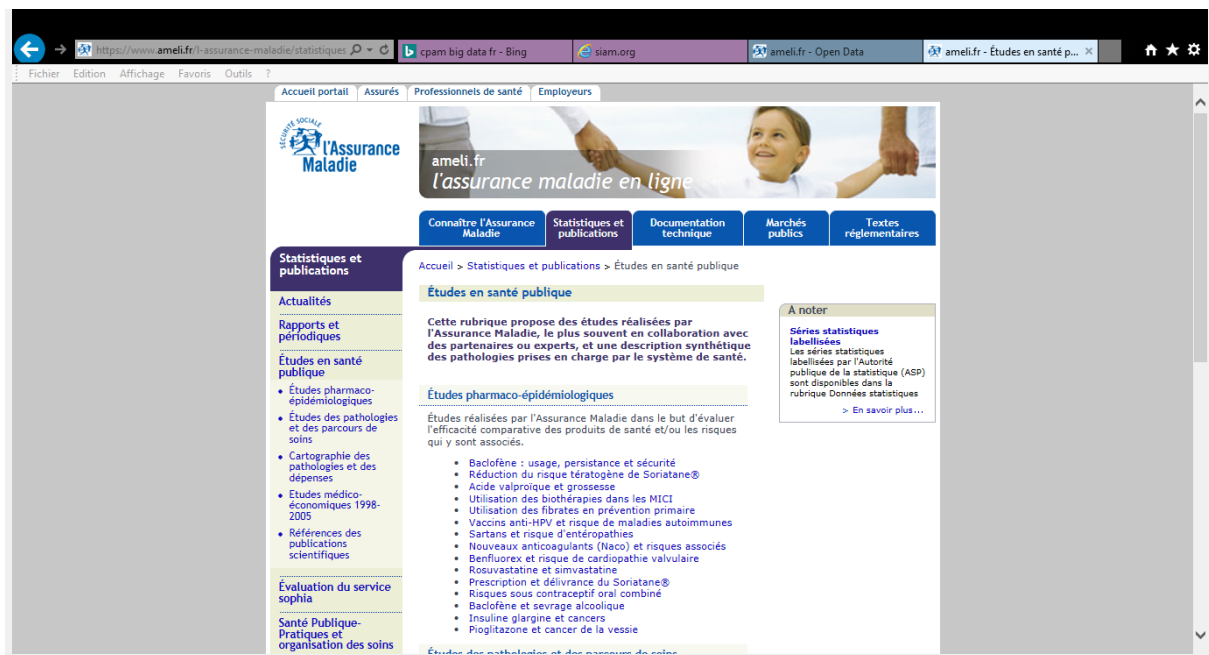 https://www.ameli.fr/l-assurance-maladie/statistiques
cpam big data fr - Bing
siam.org
ameli.fr - Open Data
ameli.fr - Études en santé p...
Fichier Edition Affichage Favoris Outils ?
Accueil portail Assurés Professionnels de santé Employeurs
SÉCURITÉ SOCIALE
l'Assurance
Maladie
ameli.fr
l'assurance maladie en ligne
Connaître l'Assurance
Maladie
Statistiques et
publications
Documentation
technique
Marchés
publics
Textes
réglementaires
Statistiques et
publications
Actualités
Rapports et
périodiques
Études en santé
publique
• Études pharmaco-
épidémiologiques
• Études des pathologies
et des parcours de
soins
• Cartographie des
pathologies et des
dépenses
• Etudes médico-
économiques 1998-
2005
• Références des
publications
scientifiques
Évaluation du service
sophia
Santé Publique-
Pratiques et
organisation des soins
Accueil > Statistiques et publications > Études en santé publique
Études en santé publique
Cette rubrique propose des études réalisées par
l'Assurance Maladie, le plus souvent en collaboration avec
des partenaires ou experts, et une description synthétique
des pathologies prises en charge par le système de santé.
Études pharmaco-épidémiologiques
Études réalisées par l'Assurance Maladie dans le but d'évaluer
l'efficacité comparative des produits de santé et/ou les risques
qui y sont associés.
• Baclofène : usage, persistance et sécurité
• Réduction du risque tératogène de Soriatane®
• Acide valproïque et grossesse
• Utilisation des biothérapies dans les MICI
• Utilisation des fibrates en prévention primaire
• Vaccins anti-HPV et risque de maladies autoimmunes
• Sartans et risque d'entéropathies
• Nouveaux anticoagulants (Naco) et risques associés
• Benfluorex et risque de cardiopathie valvulaire
• Rosuvastatine et simvastatine
• Prescription et délivrance du Soriatane®
• Risques sous contraceptif oral combiné
• Baclofène et sevrage alcoolique
• Insuline glargine et cancers
• Pioglitazone et cancer de la vessie
Études des pathologies et des parcours de soins
A noter
Séries statistiques
labellisées
Les séries statistiques
labellisées par l'Autorité
publique de la statistique (ASP)
sont disponibles dans la
rubrique Données statistiques
> En savoir plus...